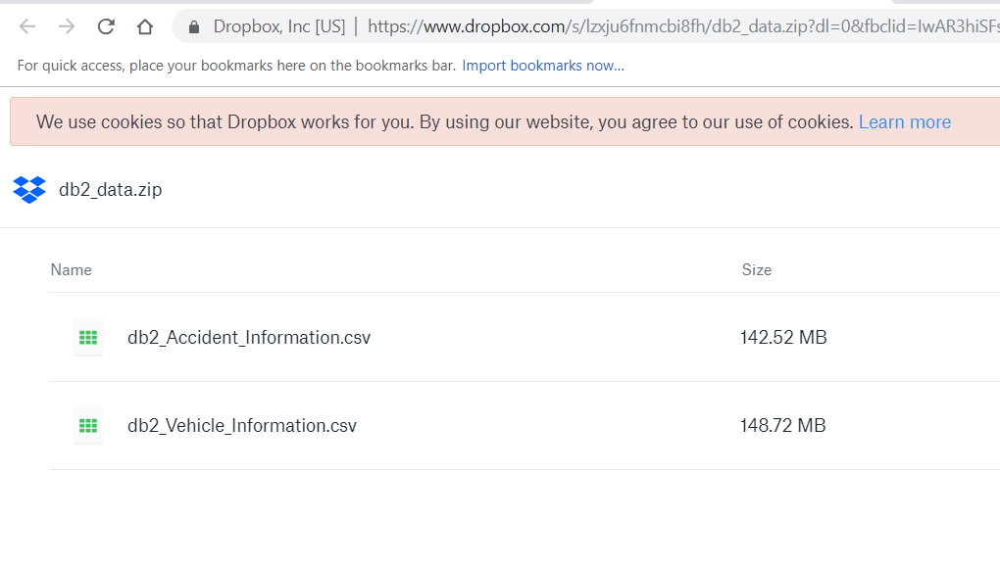 Dropbox, Inc [US] | https://www.dropbox.com/s/lzxju6fnmcbi8fh/db2_data.zip?dl=0&fbclid=IwAR3hiSFs
For quick access, place your bookmarks here on the bookmarks bar. Import bookmarks now...
We use cookies so that Dropbox works for you. By using our website, you agree to our use of cookies. Learn more
db2_data.zip
Name Size
db2_Accident_Information.csv 142.52 MB
db2_Vehicle_Information.csv 148.72 MB